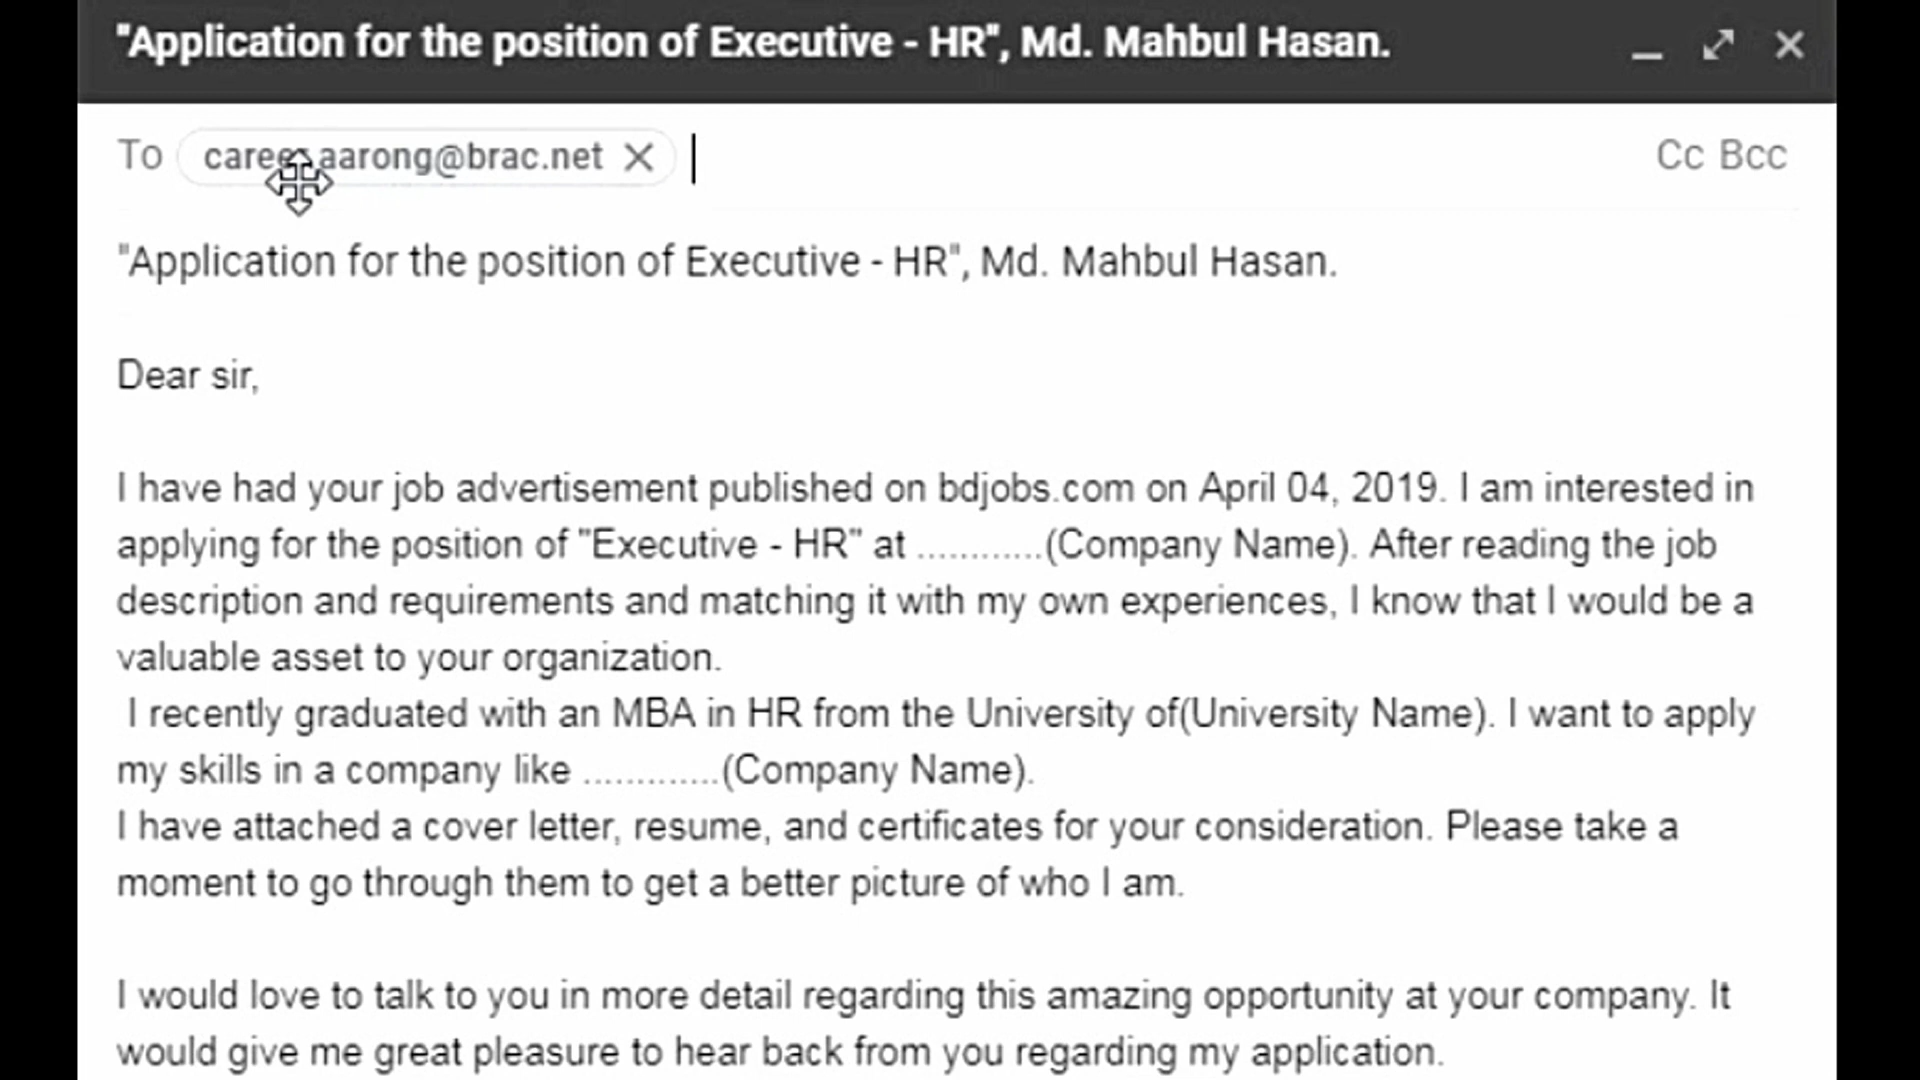 "Application for the position of Executive - HR", Md. Mahbul Hasan.
To career.aarong@brac.net Cc Bcc
"Application for the position of Executive - HR", Md. Mahbul Hasan.
Dear sir,
I have had your job advertisement published on bdjobs.com on April 04, 2019. I am interested in
applying for the position of "Executive - HR" at ............(Company Name). After reading the job
description and requirements and matching it with my own experiences, I know that I would be a
valuable asset to your organization.
I recently graduated with an MBA in HR from the University of(University Name). I want to apply
my skills in a company like .............(Company Name).
I have attached a cover letter, resume, and certificates for your consideration. Please take a
moment to go through them to get a better picture of who I am.
I would love to talk to you in more detail regarding this amazing opportunity at your company. It
would give me great pleasure to hear back from you regarding my application.